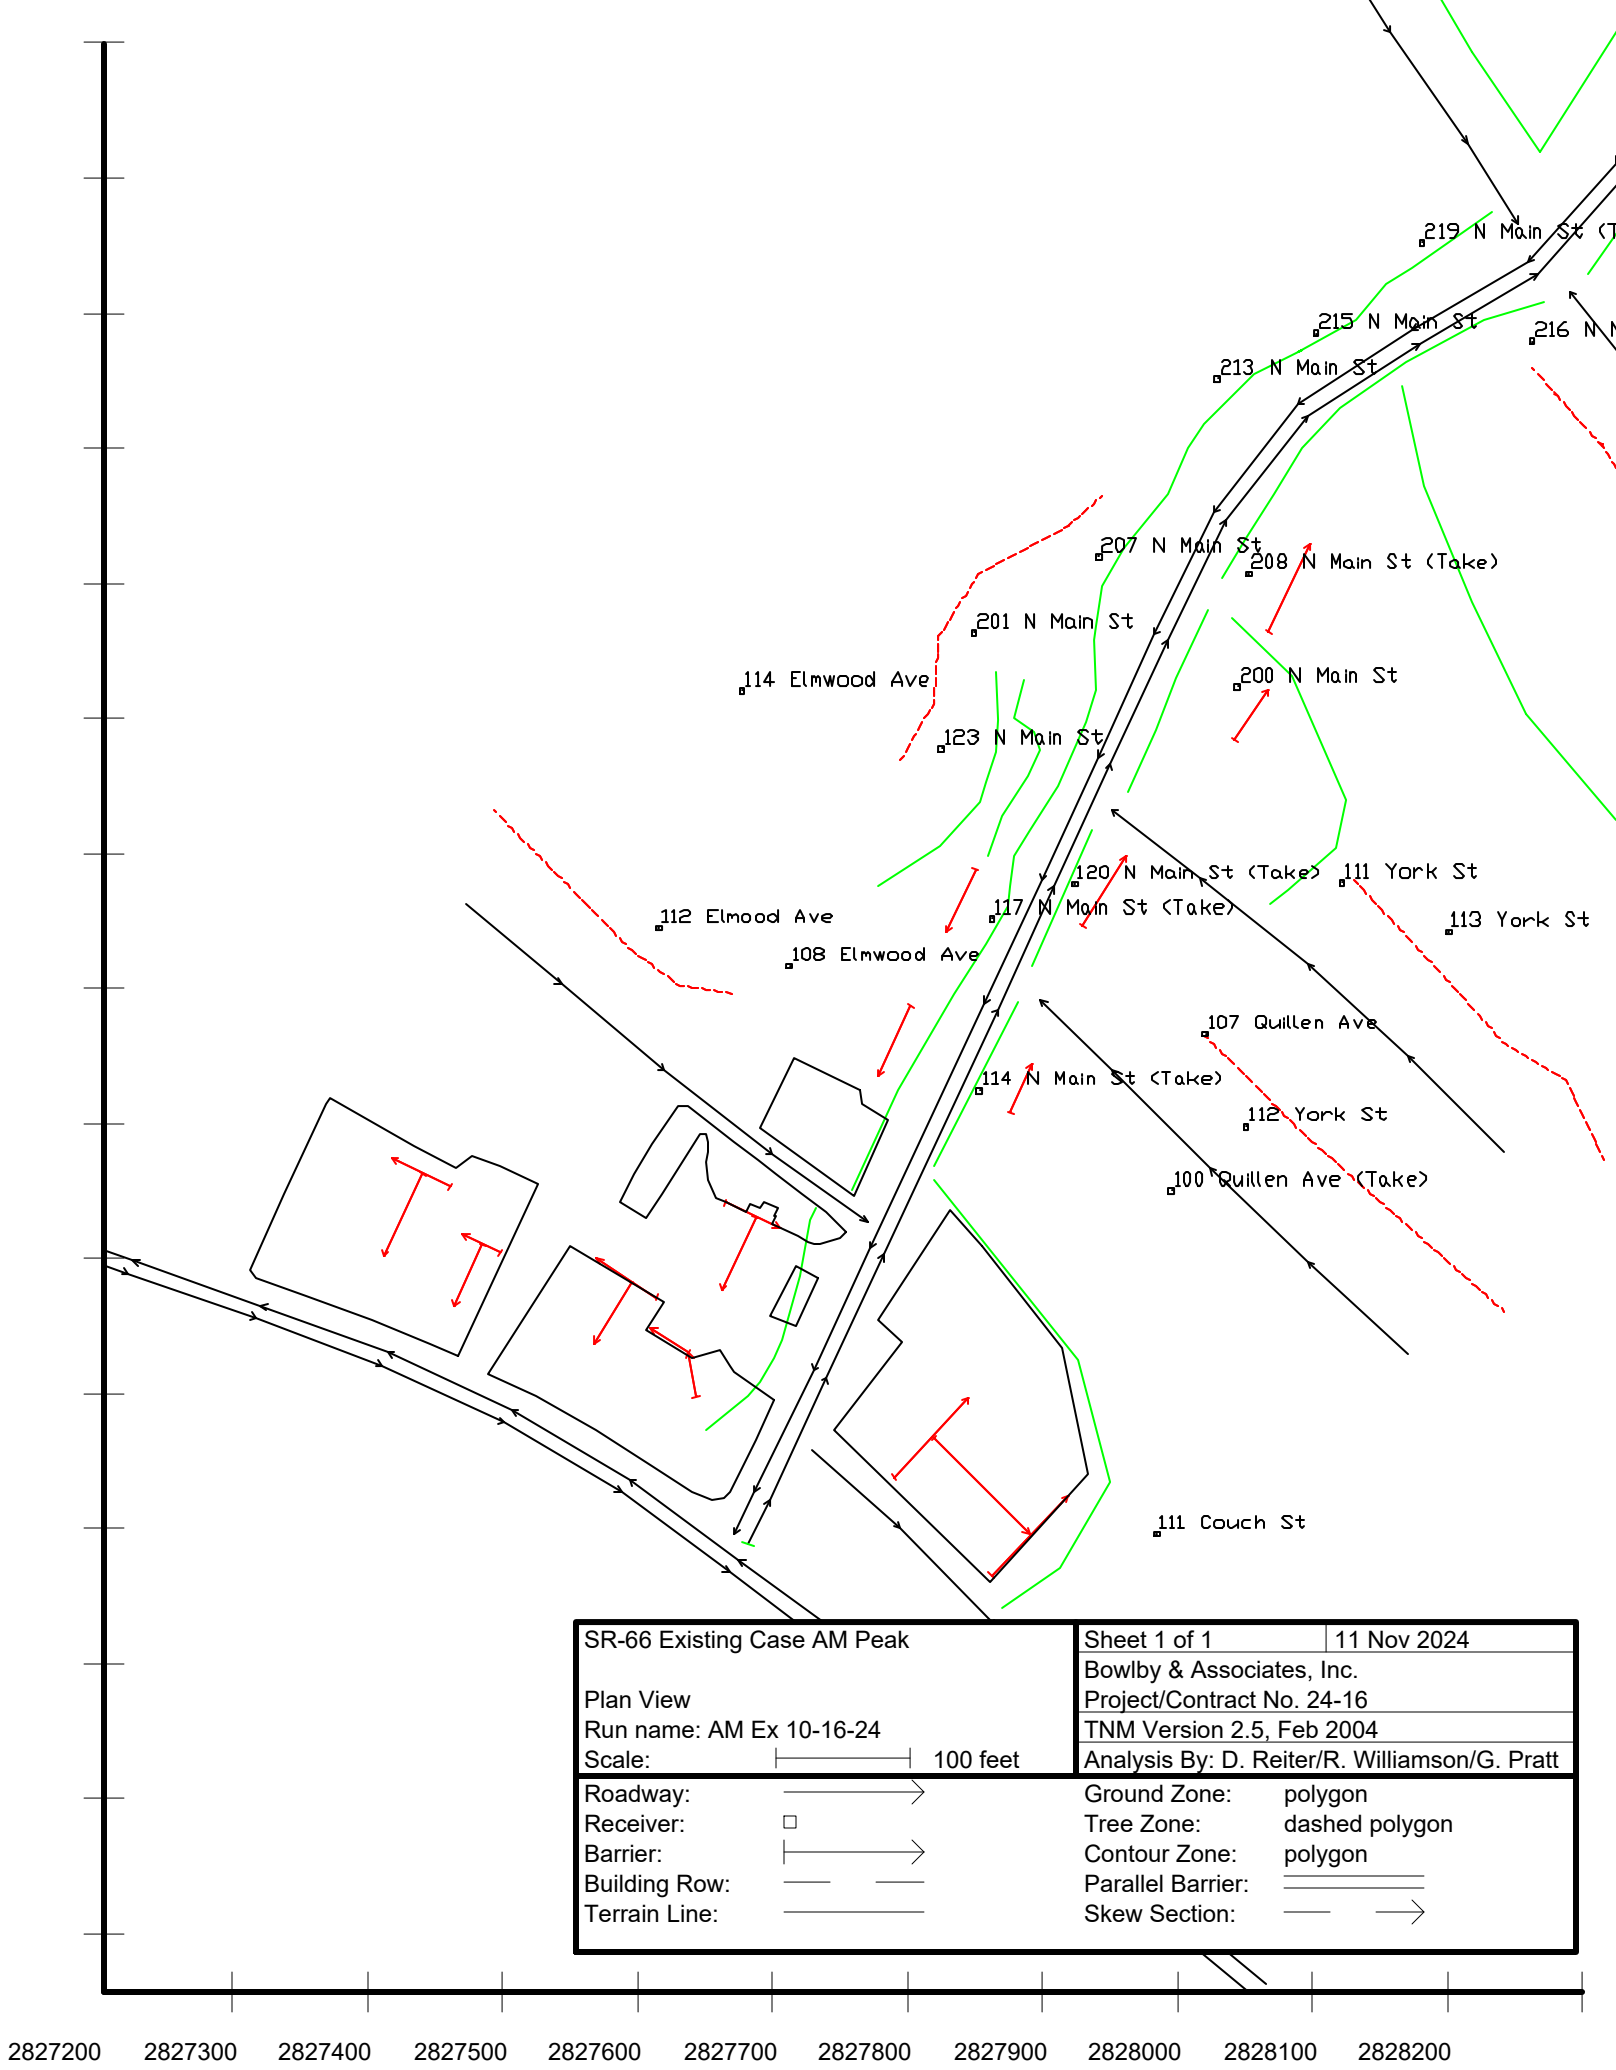 219 N Main St (T
215 N Main St
216 N M
213 N Main St
207 N Main St
208 N Main St (Take)
201 N Main St
114 Elmwood Ave
200 N Main St
123 N Main St
120 N Main St (Take)
111 York St
117 N Main St (Take)
112 Elmood Ave
113 York St
108 Elmwood Ave
107 Quillen Ave
114 N Main St (Take)
112 York St
100 Quillen Ave (Take)
111 Couch St
SR-66 Existing Case AM Peak
Plan View
Run name: AM Ex 10-16-24
Scale: 100 feet
Sheet 1 of 1 11 Nov 2024
Bowlby & Associates, Inc.
Project/Contract No. 24-16
TNM Version 2.5, Feb 2004
Analysis By: D. Reiter/R. Williamson/G. Pratt
Roadway:
Receiver:
Barrier:
Building Row:
Terrain Line:
Ground Zone: polygon
Tree Zone: dashed polygon
Contour Zone: polygon
Parallel Barrier:
Skew Section:
2827200 2827300 2827400 2827500 2827600 2827700 2827800 2827900 2828000 2828100 2828200